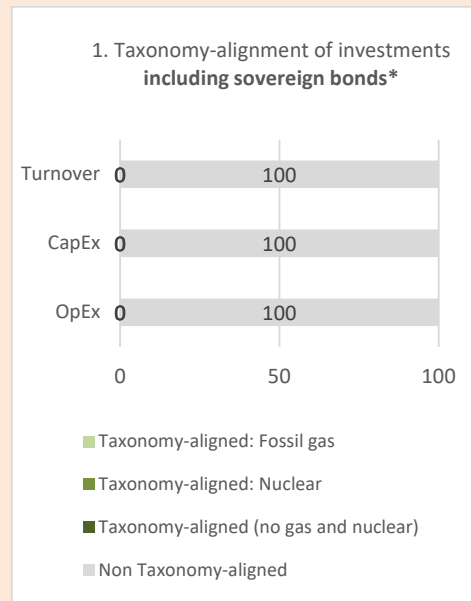 1. Taxonomy-alignment of investments
including sovereign bonds*
Turnover 0 100
CapEx 0 100
OpEx 0 100
0 50 100
Taxonomy-aligned: Fossil gas
Taxonomy-aligned: Nuclear
Taxonomy-aligned (no gas and nuclear)
Non Taxonomy-aligned